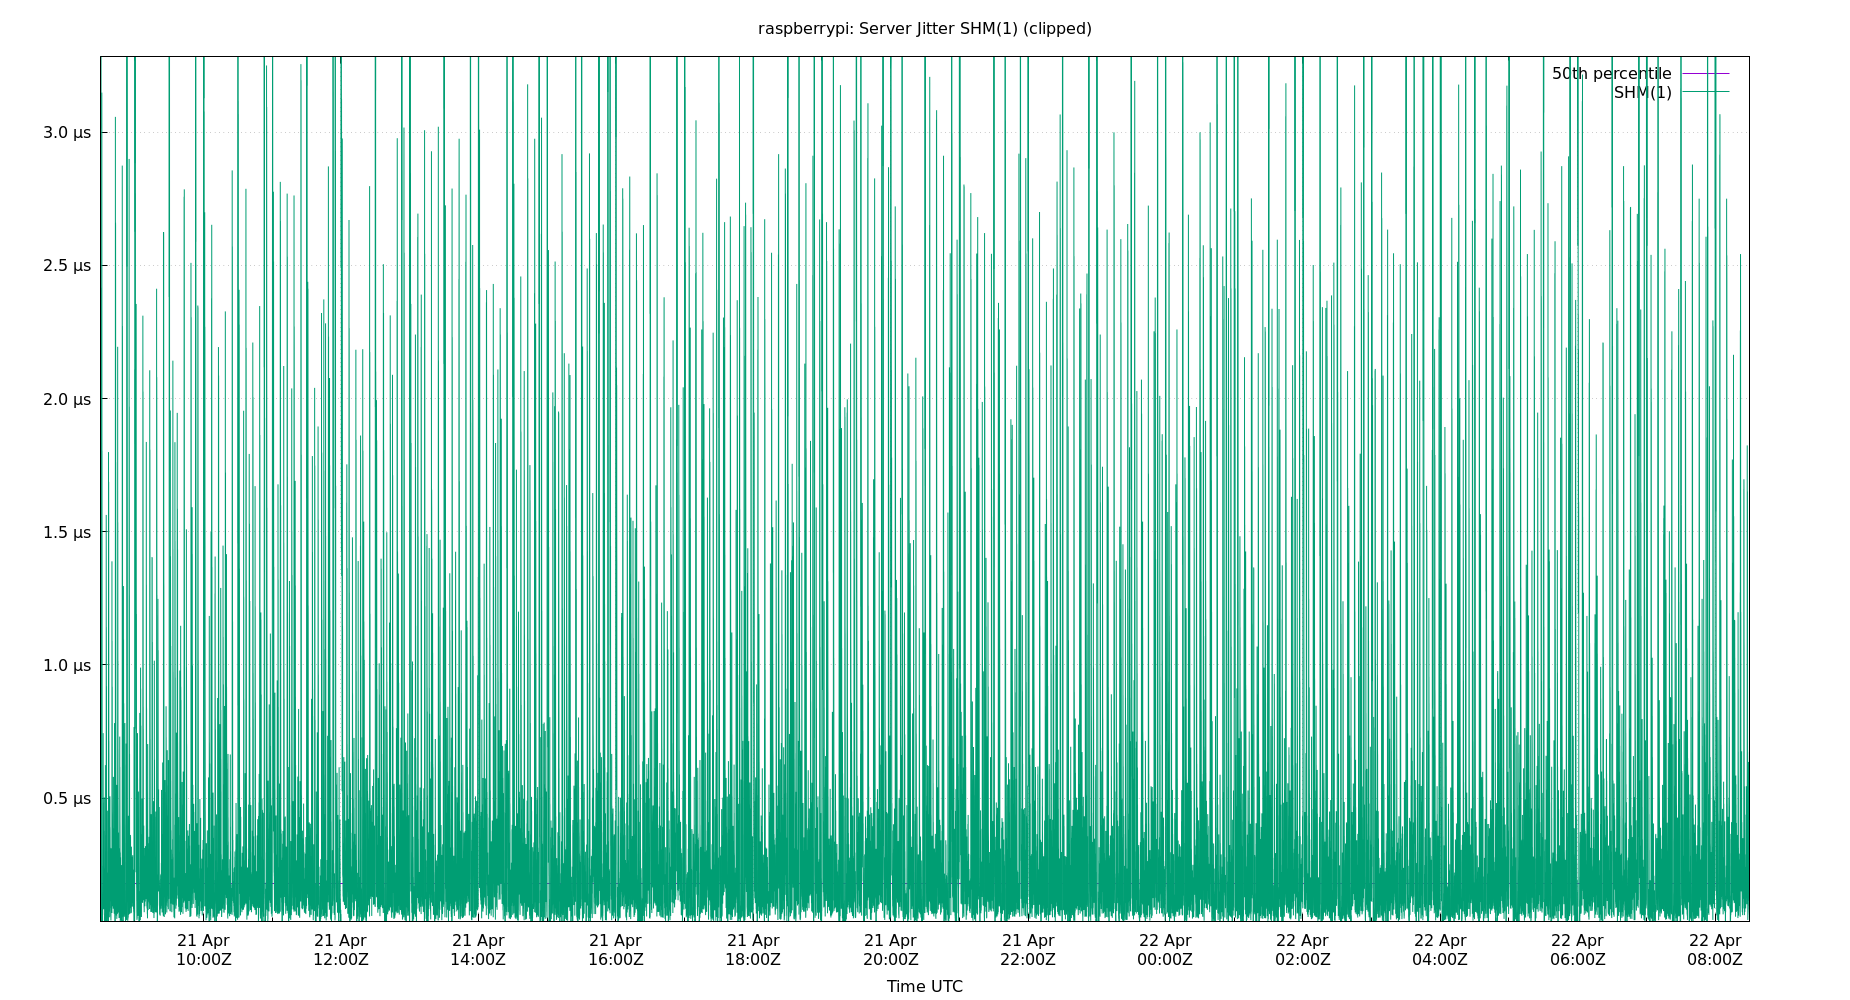 raspberrypi: Server Jitter SHM(1) (clipped)
50th percentile
SHM(1)
3.0 µs
2.5 µs
2.0 µs
1.5 µs
1.0 µs
0.5 µs
21 Apr 21 Apr 21 Apr 21 Apr 21 Apr 21 Apr 21 Apr 22 Apr 22 Apr 22 Apr 22 Apr 22 Apr
10:00Z 12:00Z 14:00Z 16:00Z 18:00Z 20:00Z 22:00Z 00:00Z 02:00Z 04:00Z 06:00Z 08:00Z
Time UTC